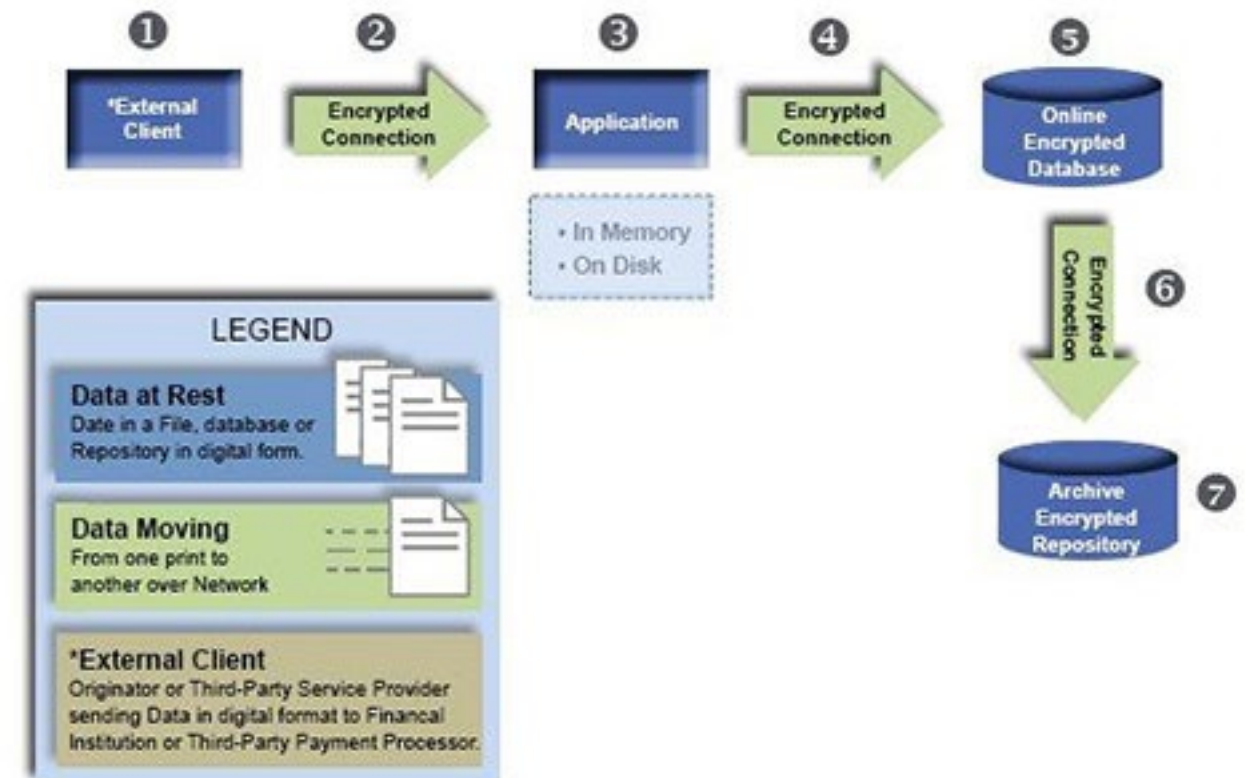 1
2
3
4
5
*External
Client
Encrypted
Connection
Application
Encrypted
Connection
Online
Encrypted
Database
• In Memory
• On Disk
Encrypted
Connection
6
Archive
Encrypted
Repository
7
LEGEND
Data at Rest
Date in a File, database or
Repository in digital form.
Data Moving
From one print to
another over Network
*External Client
Originator or Third-Party Service Provider
sending Data in digital format to Financal
Institution or Third-Party Payment Processor.